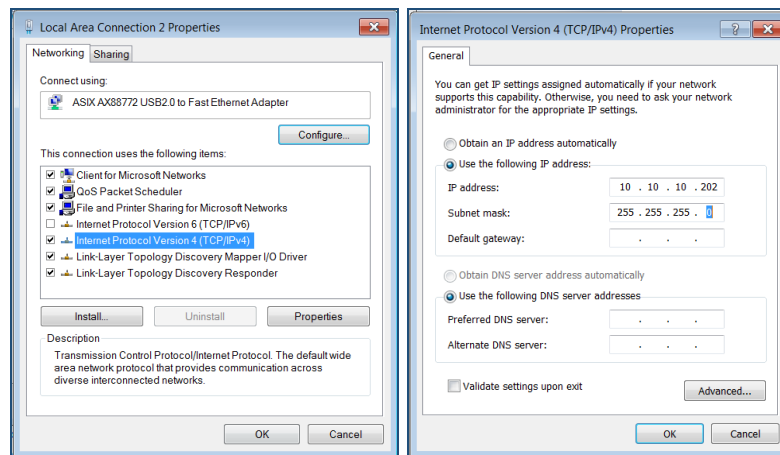 Local Area Connection 2 Properties
Networking
Sharing
Connect using:
ASIX AX88772 USB2.0 to Fast Ethernet Adapter
Configure...
This connection uses the following items:
Client for Microsoft Networks
QoS Packet Scheduler
File and Printer Sharing for Microsoft Networks
Internet Protocol Version 6 (TCP/IPv6)
Internet Protocol Version 4 (TCP/IPv4)
Link-Layer Topology Discovery Mapper I/O Driver
Link-Layer Topology Discovery Responder
Install...
Uninstall
Properties
Description
Transmission Control Protocol/Internet Protocol. The default wide
area network protocol that provides communication across
diverse interconnected networks.
OK
Cancel
Internet Protocol Version 4 (TCP/IPv4) Properties
General
You can get IP settings assigned automatically if your network
supports this capability. Otherwise, you need to ask your network
administrator for the appropriate IP settings.
Obtain an IP address automatically
Use the following IP address:
IP address: 10 . 10 . 10 . 202
Subnet mask: 255 . 255 . 255 . 0
Default gateway: . . .
Obtain DNS server address automatically
Use the following DNS server addresses
Preferred DNS server: . . .
Alternate DNS server: . . .
Validate settings upon exit
Advanced...
OK
Cancel